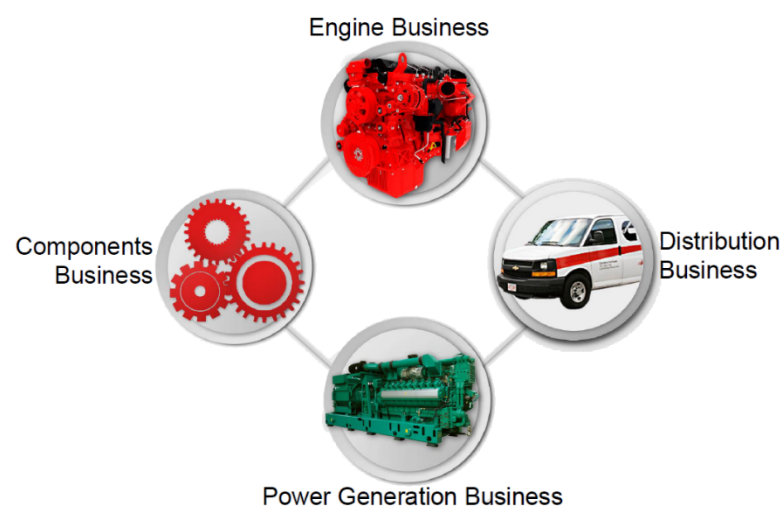 Engine Business
Components
Business
Distribution
Business
Power Generation Business